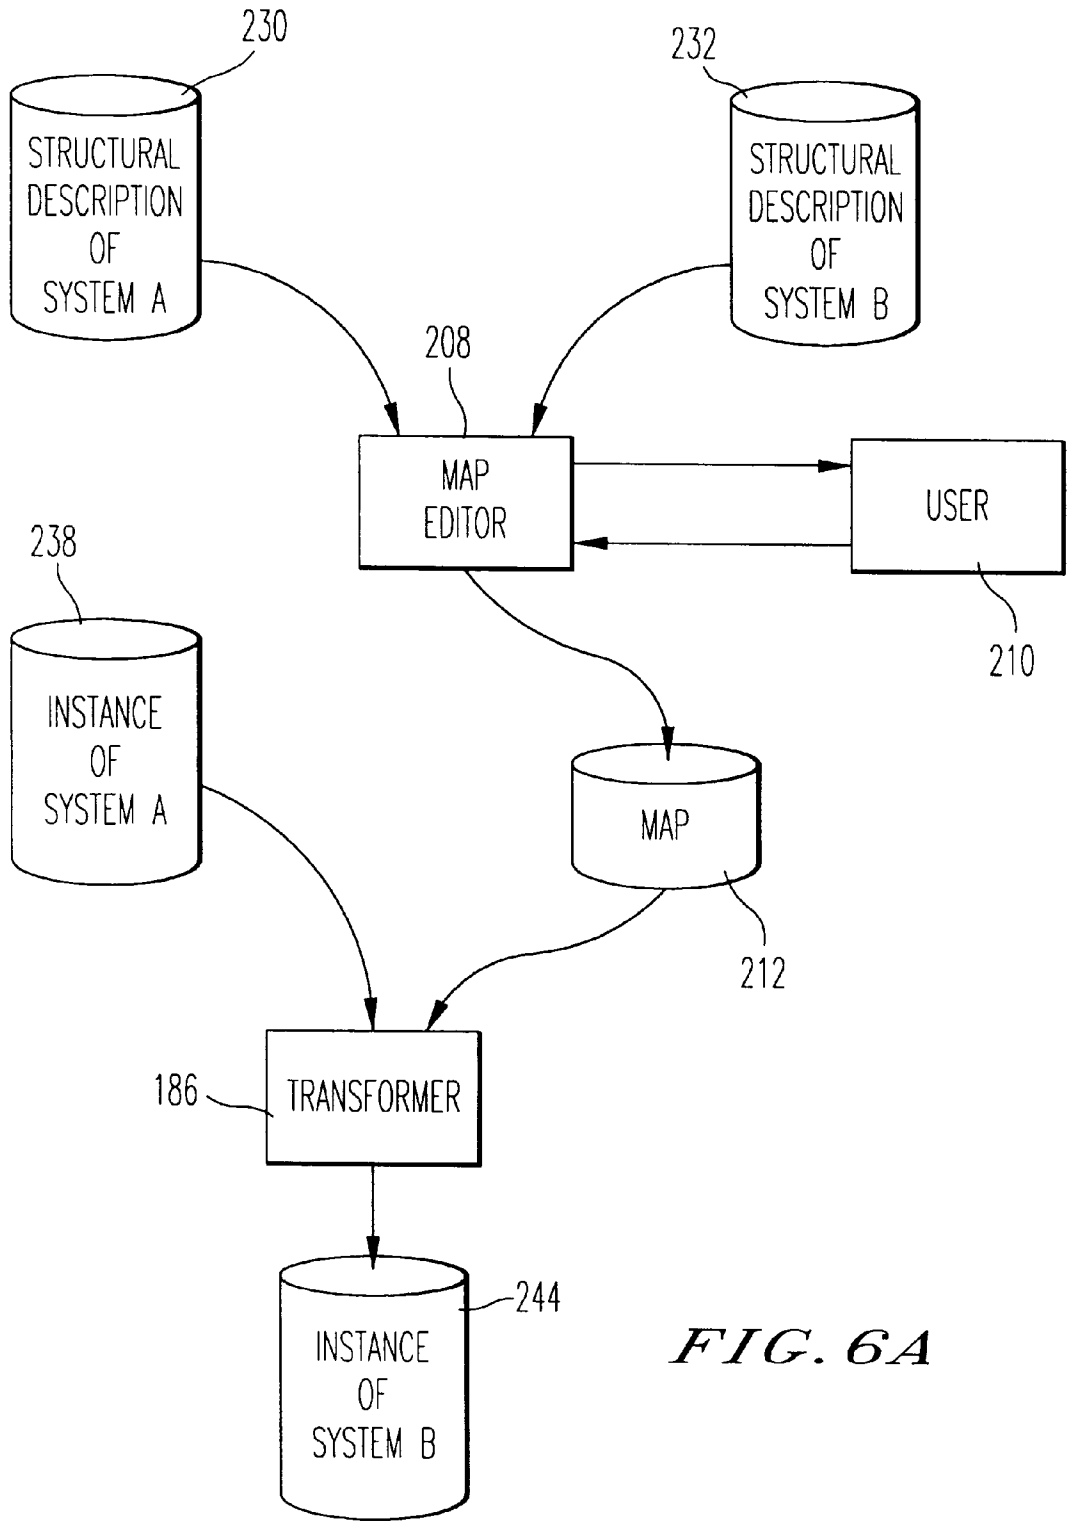 230
232
STRUCTURAL
DESCRIPTION
OF
SYSTEM A
STRUCTURAL
DESCRIPTION
OF
SYSTEM B
208
MAP
EDITOR
USER
210
238
INSTANCE
OF
SYSTEM A
MAP
212
186
TRANSFORMER
244
INSTANCE
OF
SYSTEM B
FIG. 6A